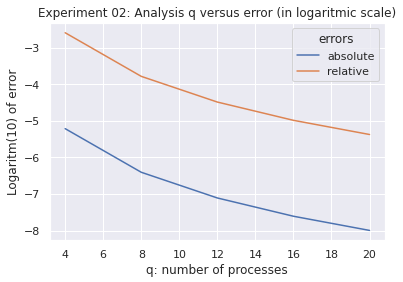 Experiment 02: Analysis q versus error (in logaritmic scale)
errors
absolute
relative
Logaritm(10) of error
−3
−4
−5
−6
−7
−8
4 6 8 10 12 14 16 18 20
q: number of processes